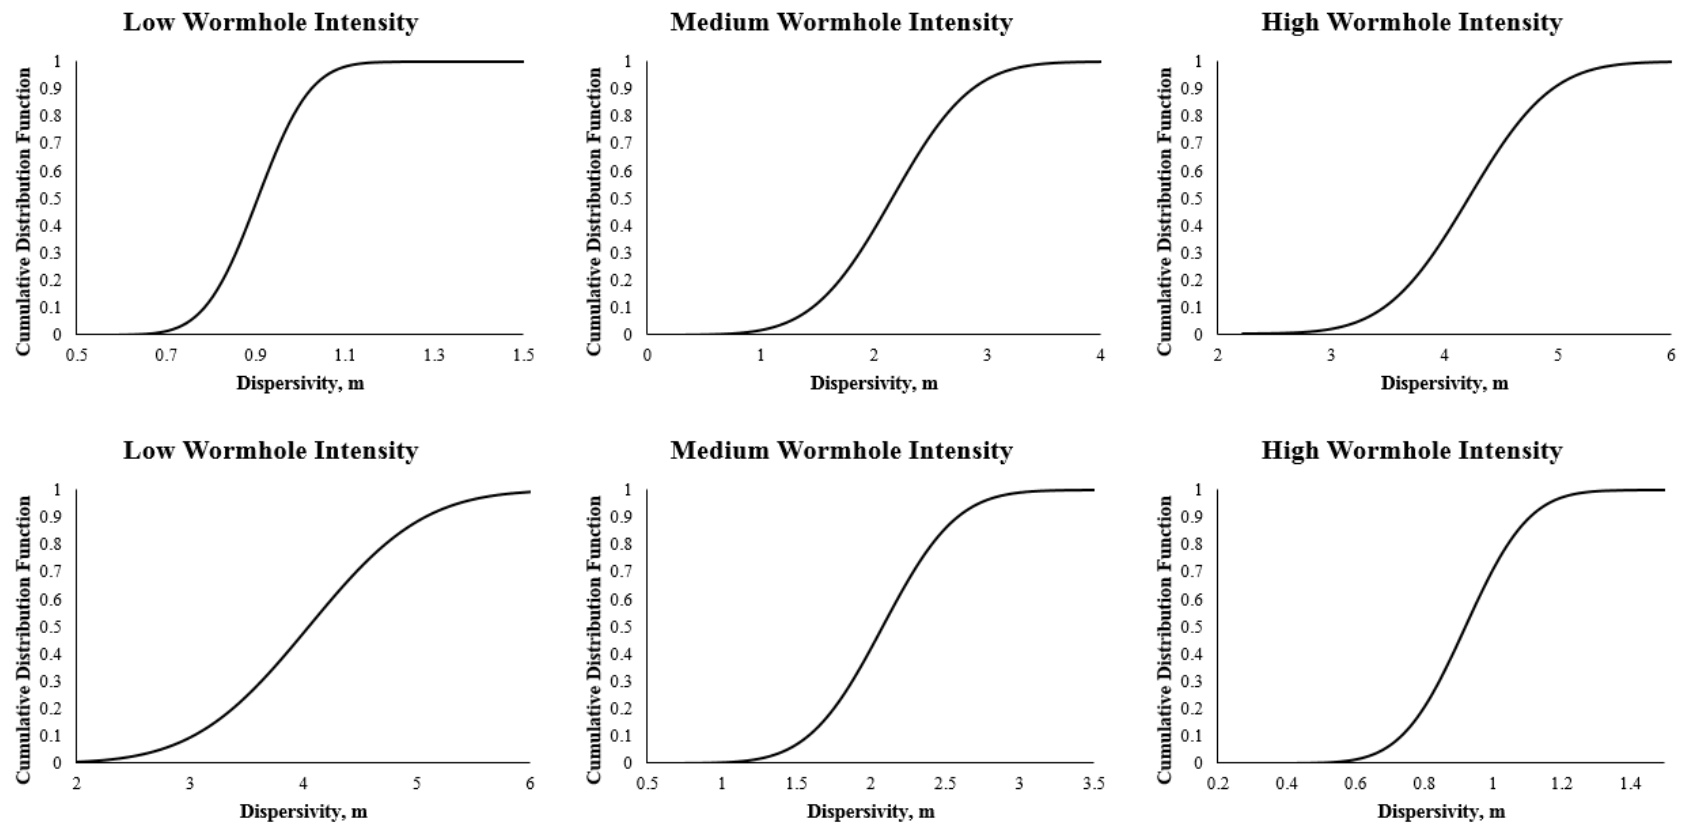 Low Wormhole Intensity
Cumulative Distribution Function
1
0.9
0.8
0.7
0.6
0.5
0.4
0.3
0.2
0.1
0
0.5 0.7 0.9 1.1 1.3 1.5
Dispersivity, m
Medium Wormhole Intensity
Cumulative Distribution Function
1
0.9
0.8
0.7
0.6
0.5
0.4
0.3
0.2
0.1
0
0 1 2 3 4
Dispersivity, m
High Wormhole Intensity
Cumulative Distribution Function
1
0.9
0.8
0.7
0.6
0.5
0.4
0.3
0.2
0.1
0
2 3 4 5 6
Dispersivity, m
Low Wormhole Intensity
Cumulative Distribution Function
1
0.9
0.8
0.7
0.6
0.5
0.4
0.3
0.2
0.1
0
2 3 4 5 6
Dispersivity, m
Medium Wormhole Intensity
Cumulative Distribution Function
1
0.9
0.8
0.7
0.6
0.5
0.4
0.3
0.2
0.1
0
0.5 1 1.5 2 2.5 3 3.5
Dispersivity, m
High Wormhole Intensity
Cumulative Distribution Function
1
0.9
0.8
0.7
0.6
0.5
0.4
0.3
0.2
0.1
0
0.2 0.4 0.6 0.8 1 1.2 1.4
Dispersivity, m